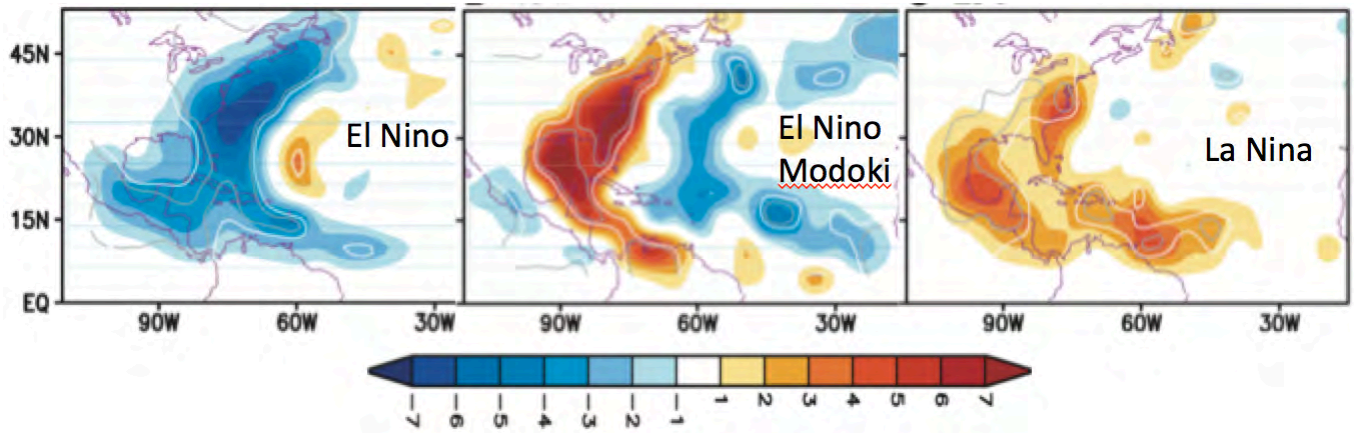 45N
30N
15N
EQ
El Nino
El Nino
Modoki
La Nina
90W 60W 30W 90W 60W 30W 90W 60W 30W
-7 -6 -5 -4 -3 -2 -1 1 2 3 4 5 6 7